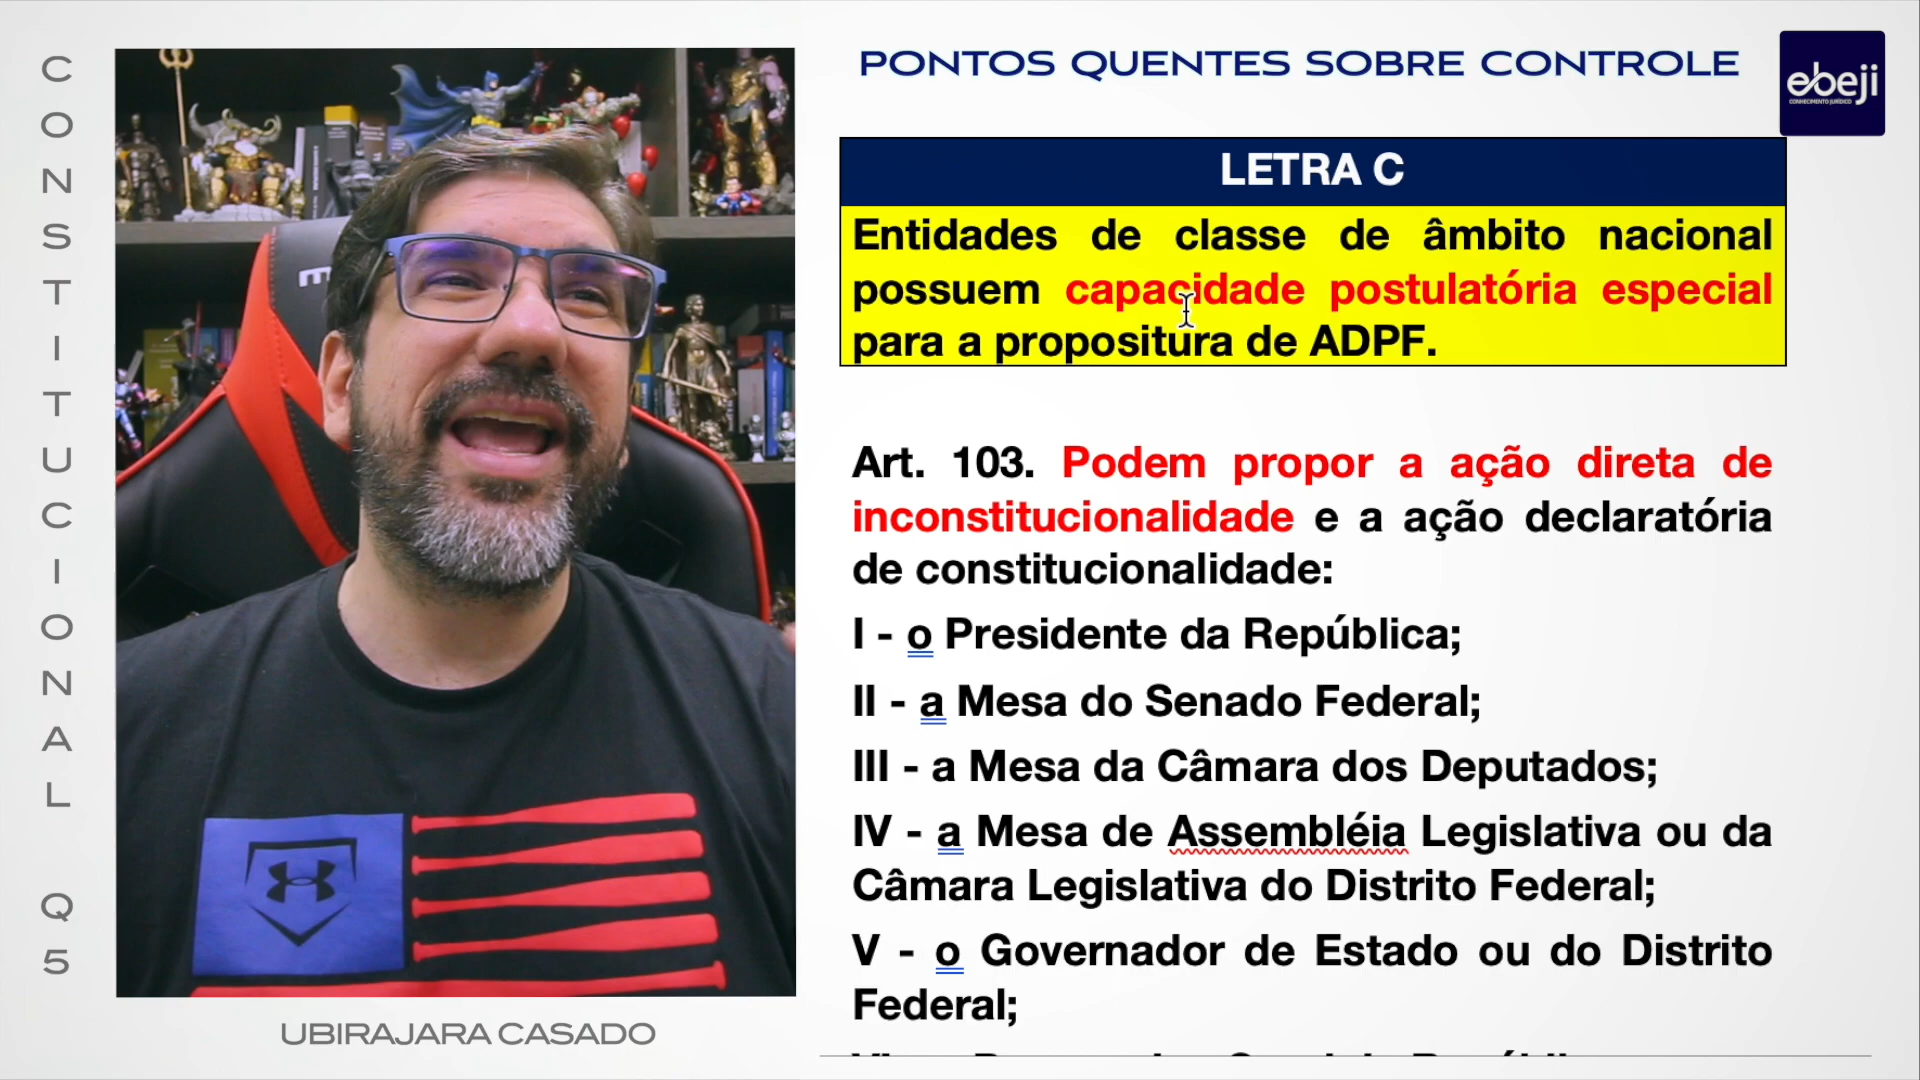 CONSTITUCIONAL Q5
PONTOS QUENTES SOBRE CONTROLE
ebeji
CONHECIMENTO JURÍDICO
LETRA C
Entidades de classe de âmbito nacional
possuem capacidade postulatória especial
para a propositura de ADPF.
Art. 103. Podem propor a ação direta de
inconstitucionalidade e a ação declaratória
de constitucionalidade:
I - o Presidente da República;
II - a Mesa do Senado Federal;
III - a Mesa da Câmara dos Deputados;
IV - a Mesa de Assembléia Legislativa ou da
Câmara Legislativa do Distrito Federal;
V - o Governador de Estado ou do Distrito
Federal;
UBIRAJARA CASADO